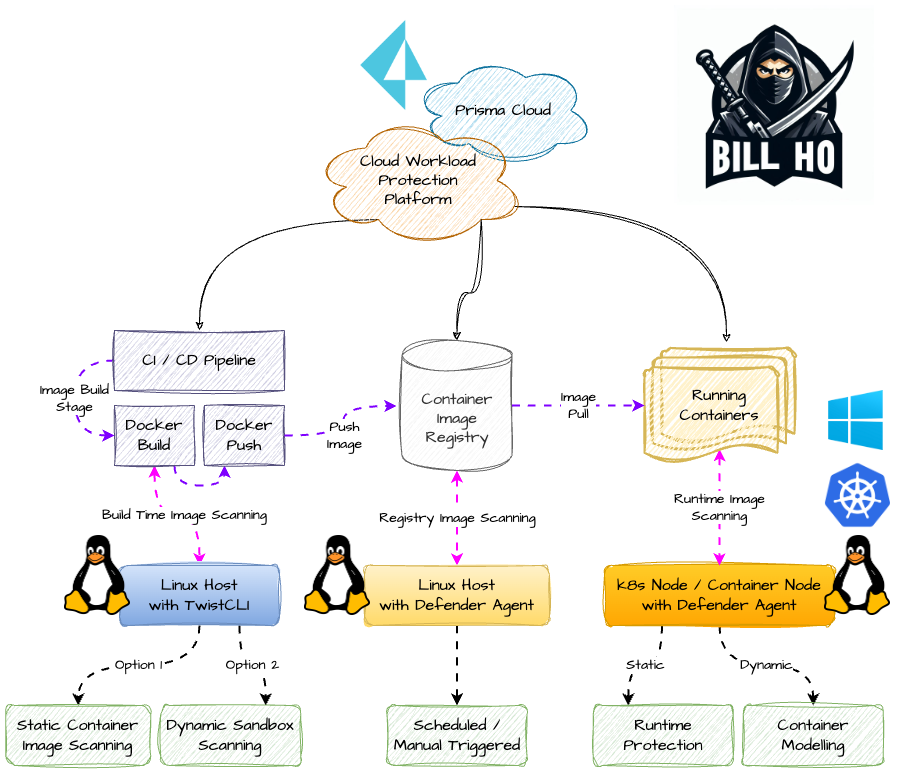 Prisma Cloud
Cloud Workload
Protection
Platform
BILL HO
CI / CD Pipeline
Image Build
Stage
Docker
Build
Docker
Push
Push
Image
Container
Image
Registry
Image
Pull
Running
Containers
Build Time Image Scanning
Registry Image Scanning
Runtime Image
Scanning
Linux Host
with TwistCLI
Linux Host
with Defender Agent
K8s Node / Container Node
with Defender Agent
Option 1
Option 2
Static
Dynamic
Static Container
Image Scanning
Dynamic Sandbox
Scanning
Scheduled /
Manual Triggered
Runtime
Protection
Container
Modelling